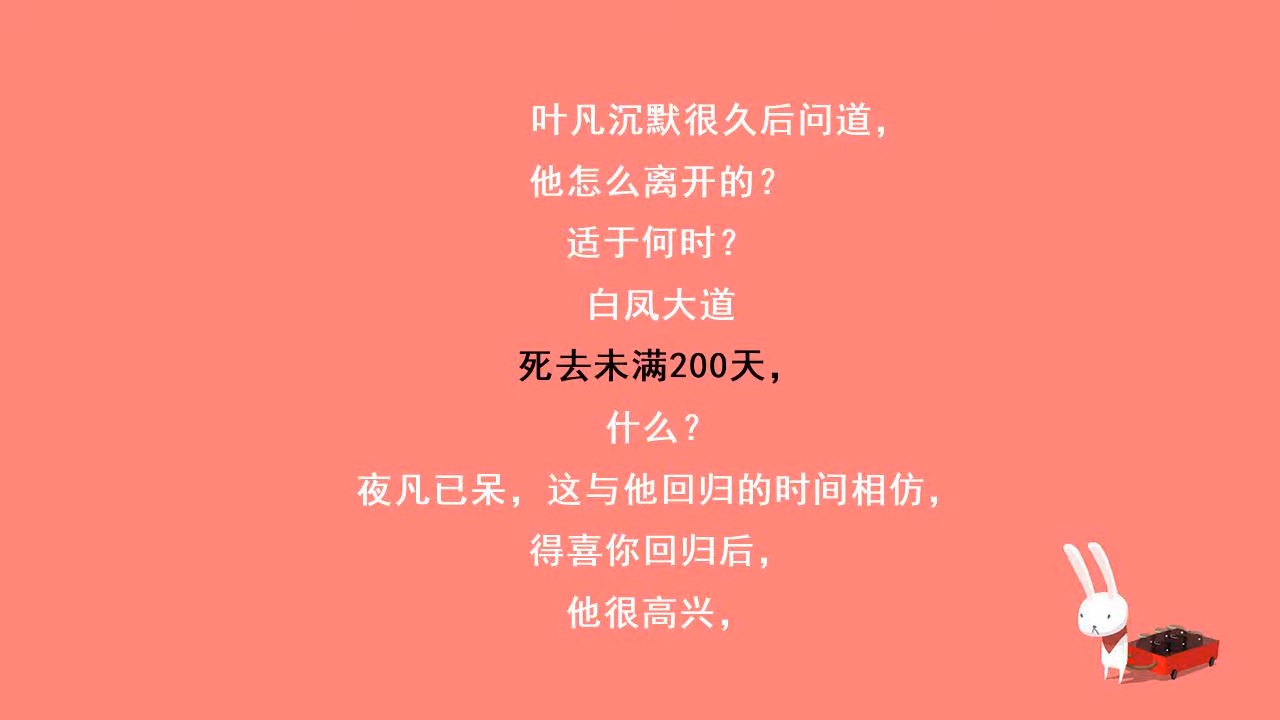 叶凡沉默很久后问道，
他怎么离开的？
适于何时？
白凤大道
死去未满200天，
什么？
夜凡已呆，这与他回归的时间相仿，
得喜你回归后，
他很高兴，